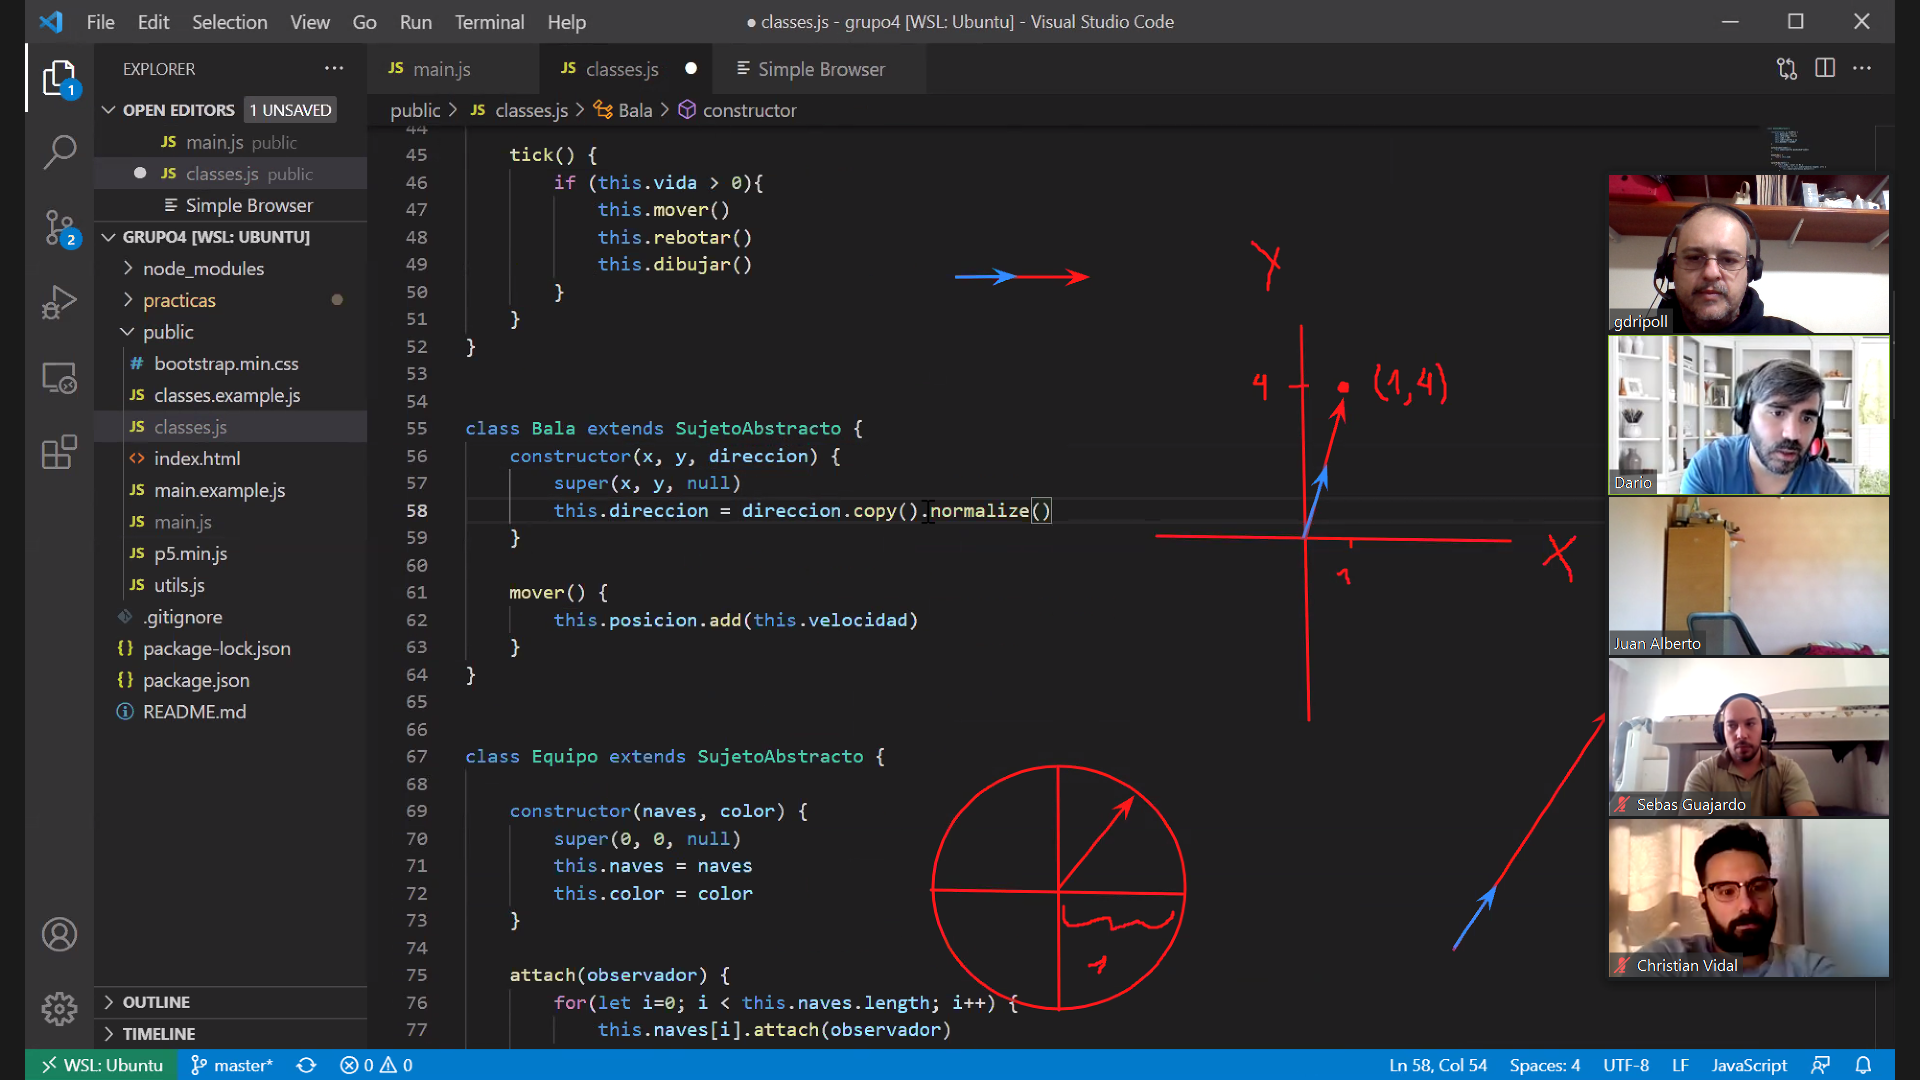 File Edit Selection View Go Run Terminal Help
● classes.js - grupo4 [WSL: Ubuntu] - Visual Studio Code
EXPLORER
OPEN EDITORS 1 UNSAVED
JS main.js public
● JS classes.js public
Simple Browser
GRUPO4 [WSL: UBUNTU]
node_modules
practicas
public
# bootstrap.min.css
JS classes.example.js
JS classes.js
<> index.html
JS main.example.js
JS main.js
JS p5.min.js
JS utils.js
.gitignore
{} package-lock.json
{} package.json
README.md
OUTLINE
TIMELINE
1
2
JS main.js
JS classes.js ●
Simple Browser
public > JS classes.js > Bala > constructor
44
45 tick() {
46 if (this.vida > 0){
47 this.mover()
48 this.rebotar()
49 this.dibujar()
50 }
51 }
52 }
53
54
55 class Bala extends SujetoAbstracto {
56 constructor(x, y, direccion) {
57 super(x, y, null)
58 this.direccion = direccion.copy().normalize()
59 }
60
61 mover() {
62 this.posicion.add(this.velocidad)
63 }
64 }
65
66
67 class Equipo extends SujetoAbstracto {
68
69 constructor(naves, color) {
70 super(0, 0, null)
71 this.naves = naves
72 this.color = color
73 }
74
75 attach(observador) {
76 for(let i=0; i < this.naves.length; i++) {
77 this.naves[i].attach(observador)
Y
4
(1,4)
X
1
1
gdripoll
Dario
Juan Alberto
Sebas Guajardo
Christian Vidal
WSL: Ubuntu master* 0 0 Ln 58, Col 54 Spaces: 4 UTF-8 LF JavaScript